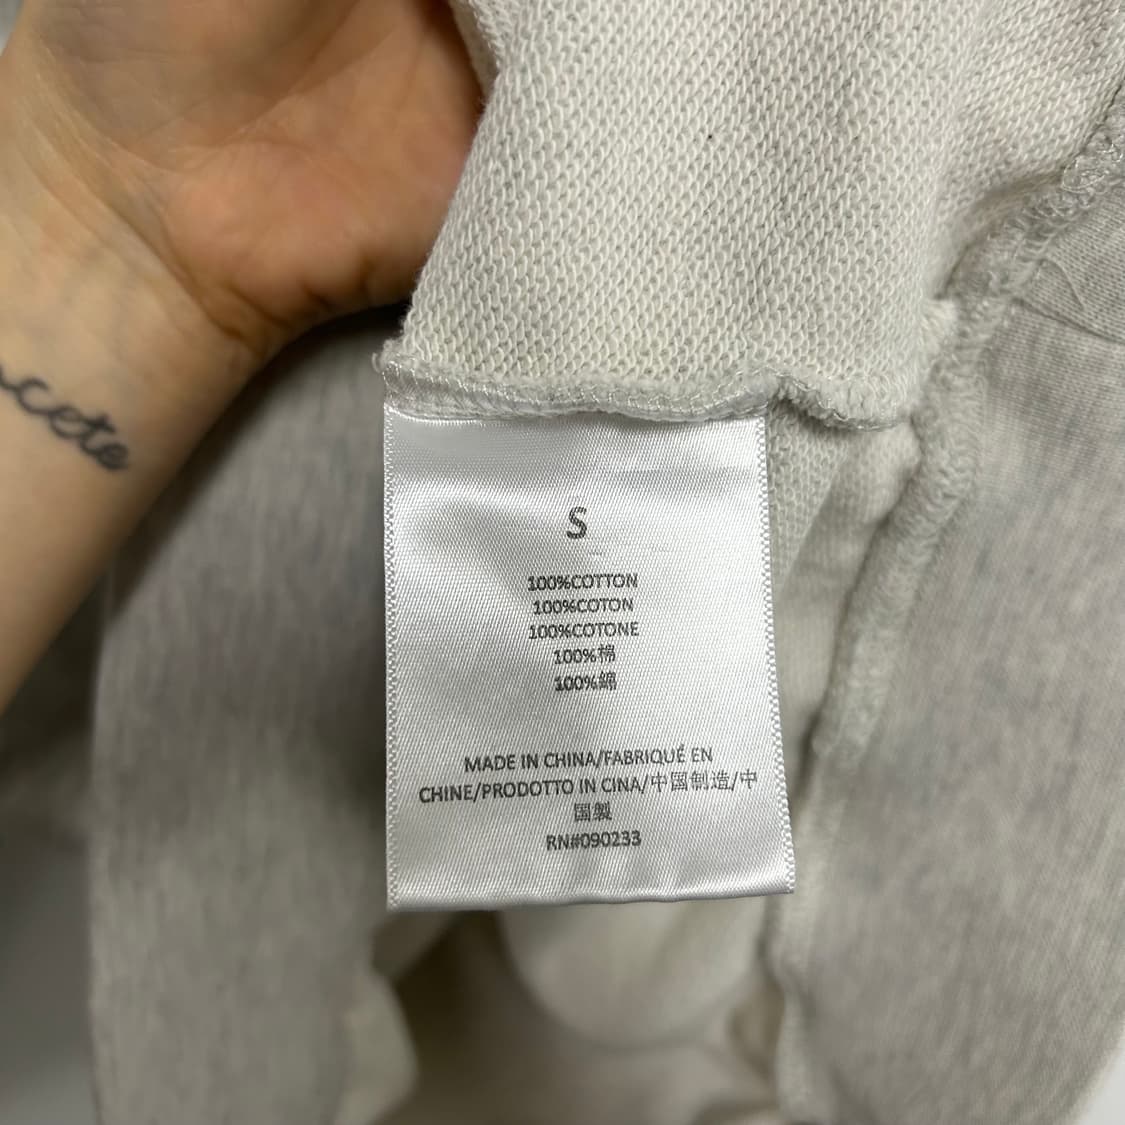 S
100%COTTON
100%COTON
100%COTONE
100%棉
100%綿
MADE IN CHINA/FABRIQUÉ EN
CHINE/PRODOTTO IN CINA/中国制造/中
国製
RN#090233